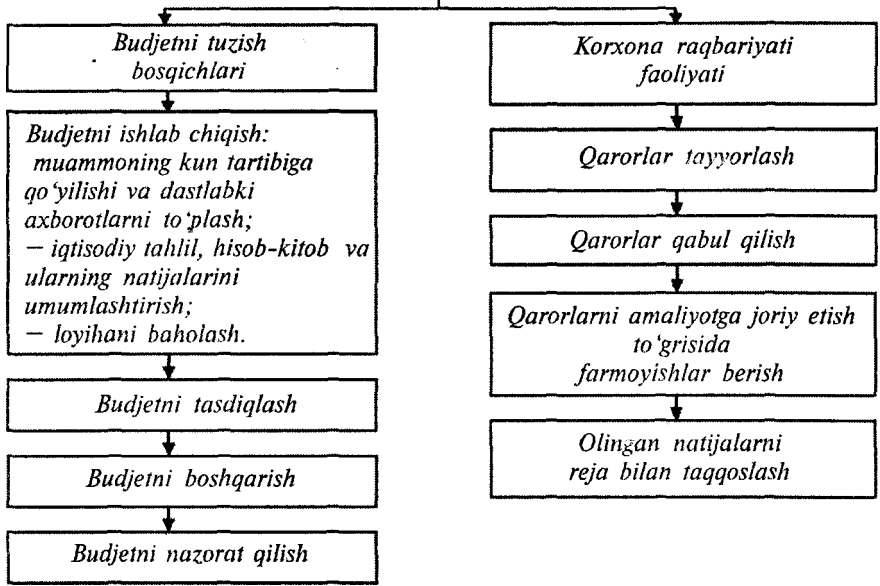 Budjetni tuzish
bosqichlari
Budjetni ishlab chiqish:
muammoning kun tartibiga
qo‘yilishi va dastlabki
axborotlarni to‘plash;
— iqtisodiy tahlil, hisob-kitob va
ularning natijalarini
umumlashtirish;
— loyihani baholash.
Budjetni tasdiqlash
Budjetni boshqarish
Budjetni nazorat qilish
Korxona raqbariyati
faoliyati
Qarorlar tayyorlash
Qarorlar qabul qilish
Qarorlarni amaliyotga joriy etish
to‘grisida
farmoyishlar berish
Olingan natijalarni
reja bilan taqqoslash